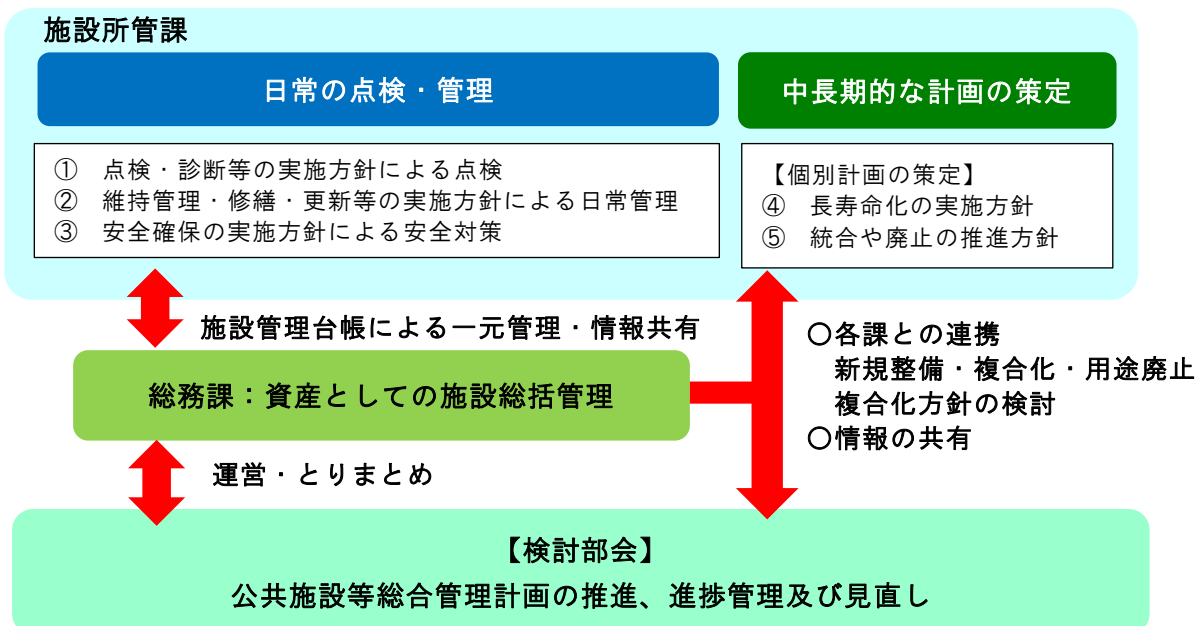 施設所管課
日常の点検・管理
① 点検・診断等の実施方針による点検
② 維持管理・修繕・更新等の実施方針による日常管理
③ 安全確保の実施方針による安全対策
中長期的な計画の策定
【個別計画の策定】
④ 長寿命化の実施方針
⑤ 統合や廃止の推進方針
施設管理台帳による一元管理・情報共有
総務課：資産としての施設総括管理
〇各課との連携
新規整備・複合化・用途廃止
複合化方針の検討
〇情報の共有
運営・とりまとめ
【検討部会】
公共施設等総合管理計画の推進、進捗管理及び見直し